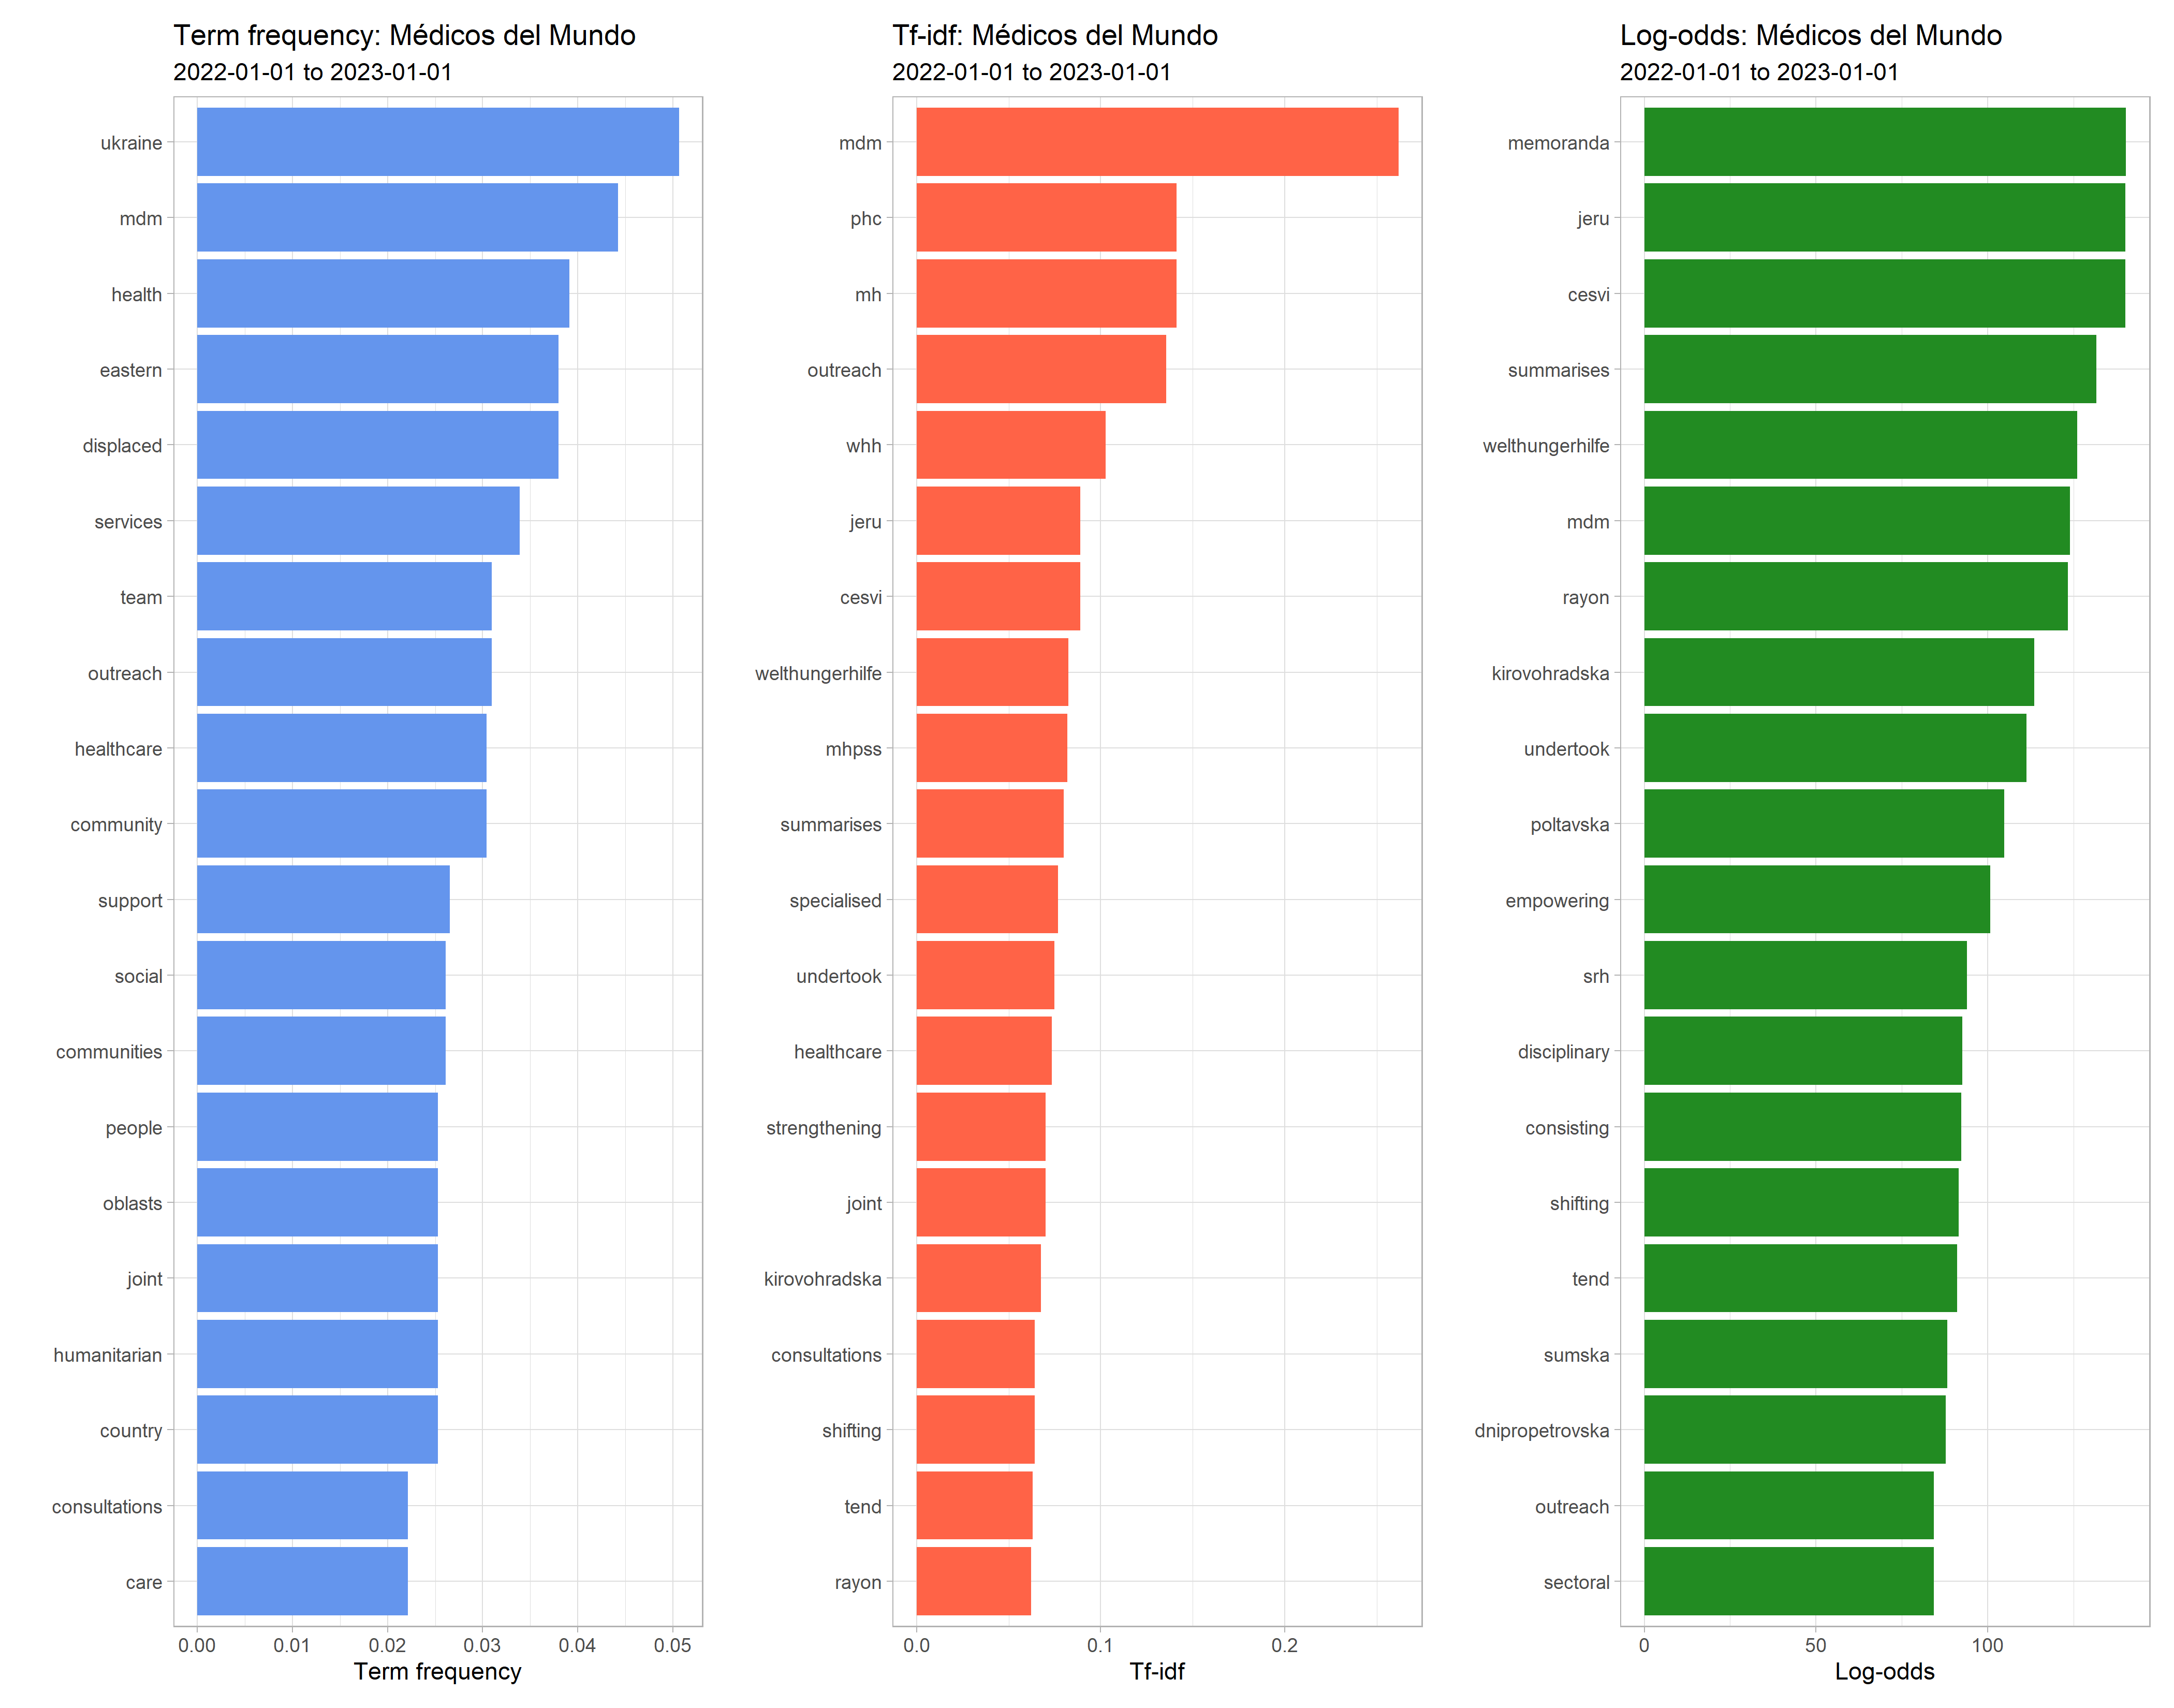 Term frequency: Médicos del Mundo
2022-01-01 to 2023-01-01
ukraine
mdm
health
eastern
displaced
services
team
outreach
healthcare
community
support
social
communities
people
oblasts
joint
humanitarian
country
consultations
care
0.00 0.01 0.02 0.03 0.04 0.05
Term frequency
Tf-idf: Médicos del Mundo
2022-01-01 to 2023-01-01
mdm
phc
mh
outreach
whh
jeru
cesvi
welthungerhilfe
mhpss
summarises
specialised
undertook
healthcare
strengthening
joint
kirovohradska
consultations
shifting
tend
rayon
0.0 0.1 0.2
Tf-idf
Log-odds: Médicos del Mundo
2022-01-01 to 2023-01-01
memoranda
jeru
cesvi
summarises
welthungerhilfe
mdm
rayon
kirovohradska
undertook
poltavska
empowering
srh
disciplinary
consisting
shifting
tend
sumska
dnipropetrovska
outreach
sectoral
0 50 100
Log-odds